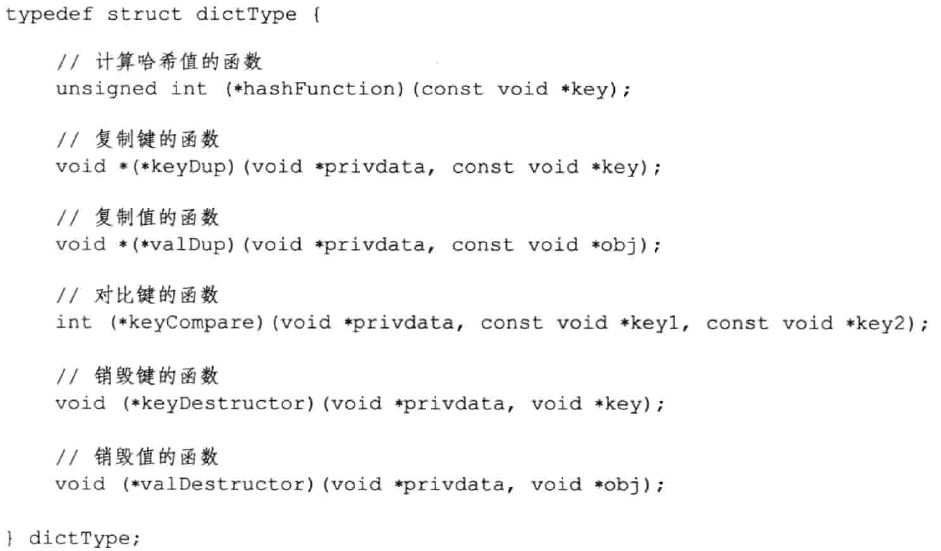 typedef struct dictType {
// 计算哈希值的函数
unsigned int (*hashFunction)(const void *key);
// 复制键的函数
void *(*keyDup)(void *privdata, const void *key);
// 复制值的函数
void *(*valDup)(void *privdata, const void *obj);
// 对比键的函数
int (*keyCompare)(void *privdata, const void *key1, const void *key2);
// 销毁键的函数
void (*keyDestructor)(void *privdata, void *key);
// 销毁值的函数
void (*valDestructor)(void *privdata, void *obj);
} dictType;